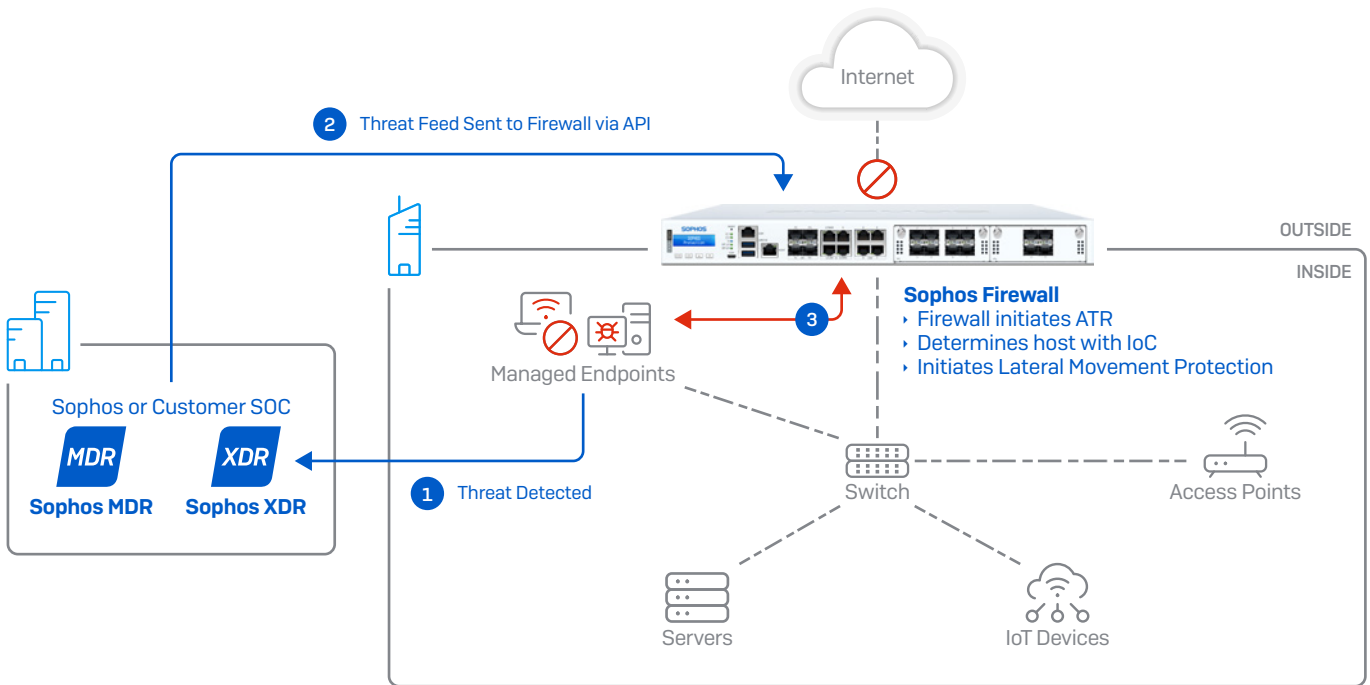 Internet
2 Threat Feed Sent to Firewall via API
SOPHOS
OUTSIDE
INSIDE
Sophos Firewall
‣ Firewall initiates ATR
‣ Determines host with IoC
‣ Initiates Lateral Movement Protection
3
Managed Endpoints
Sophos or Customer SOC
MDR
XDR
Sophos MDR
Sophos XDR
1 Threat Detected
Switch
Access Points
Servers
IoT Devices